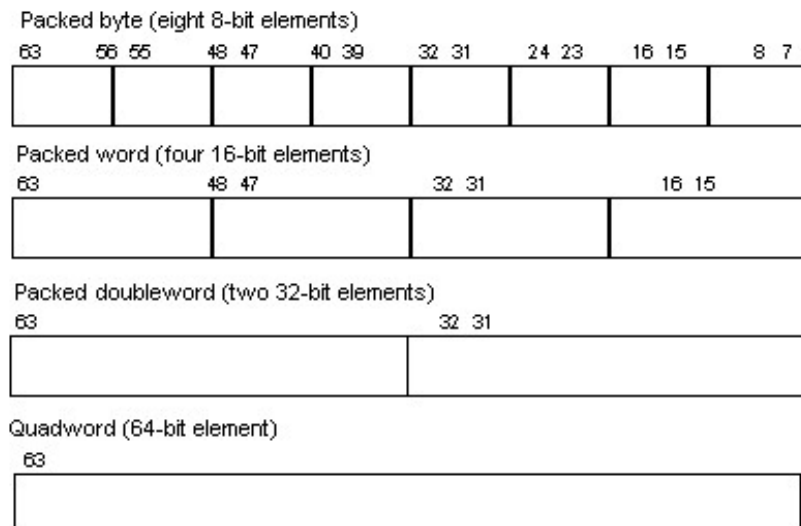 Packed byte (eight 8-bit elements)
63 56 55 48 47 40 39 32 31 24 23 16 15 8 7
Packed word (four 16-bit elements)
63 48 47 32 31 16 15
Packed doubleword (two 32-bit elements)
63 32 31
Quadword (64-bit element)
63